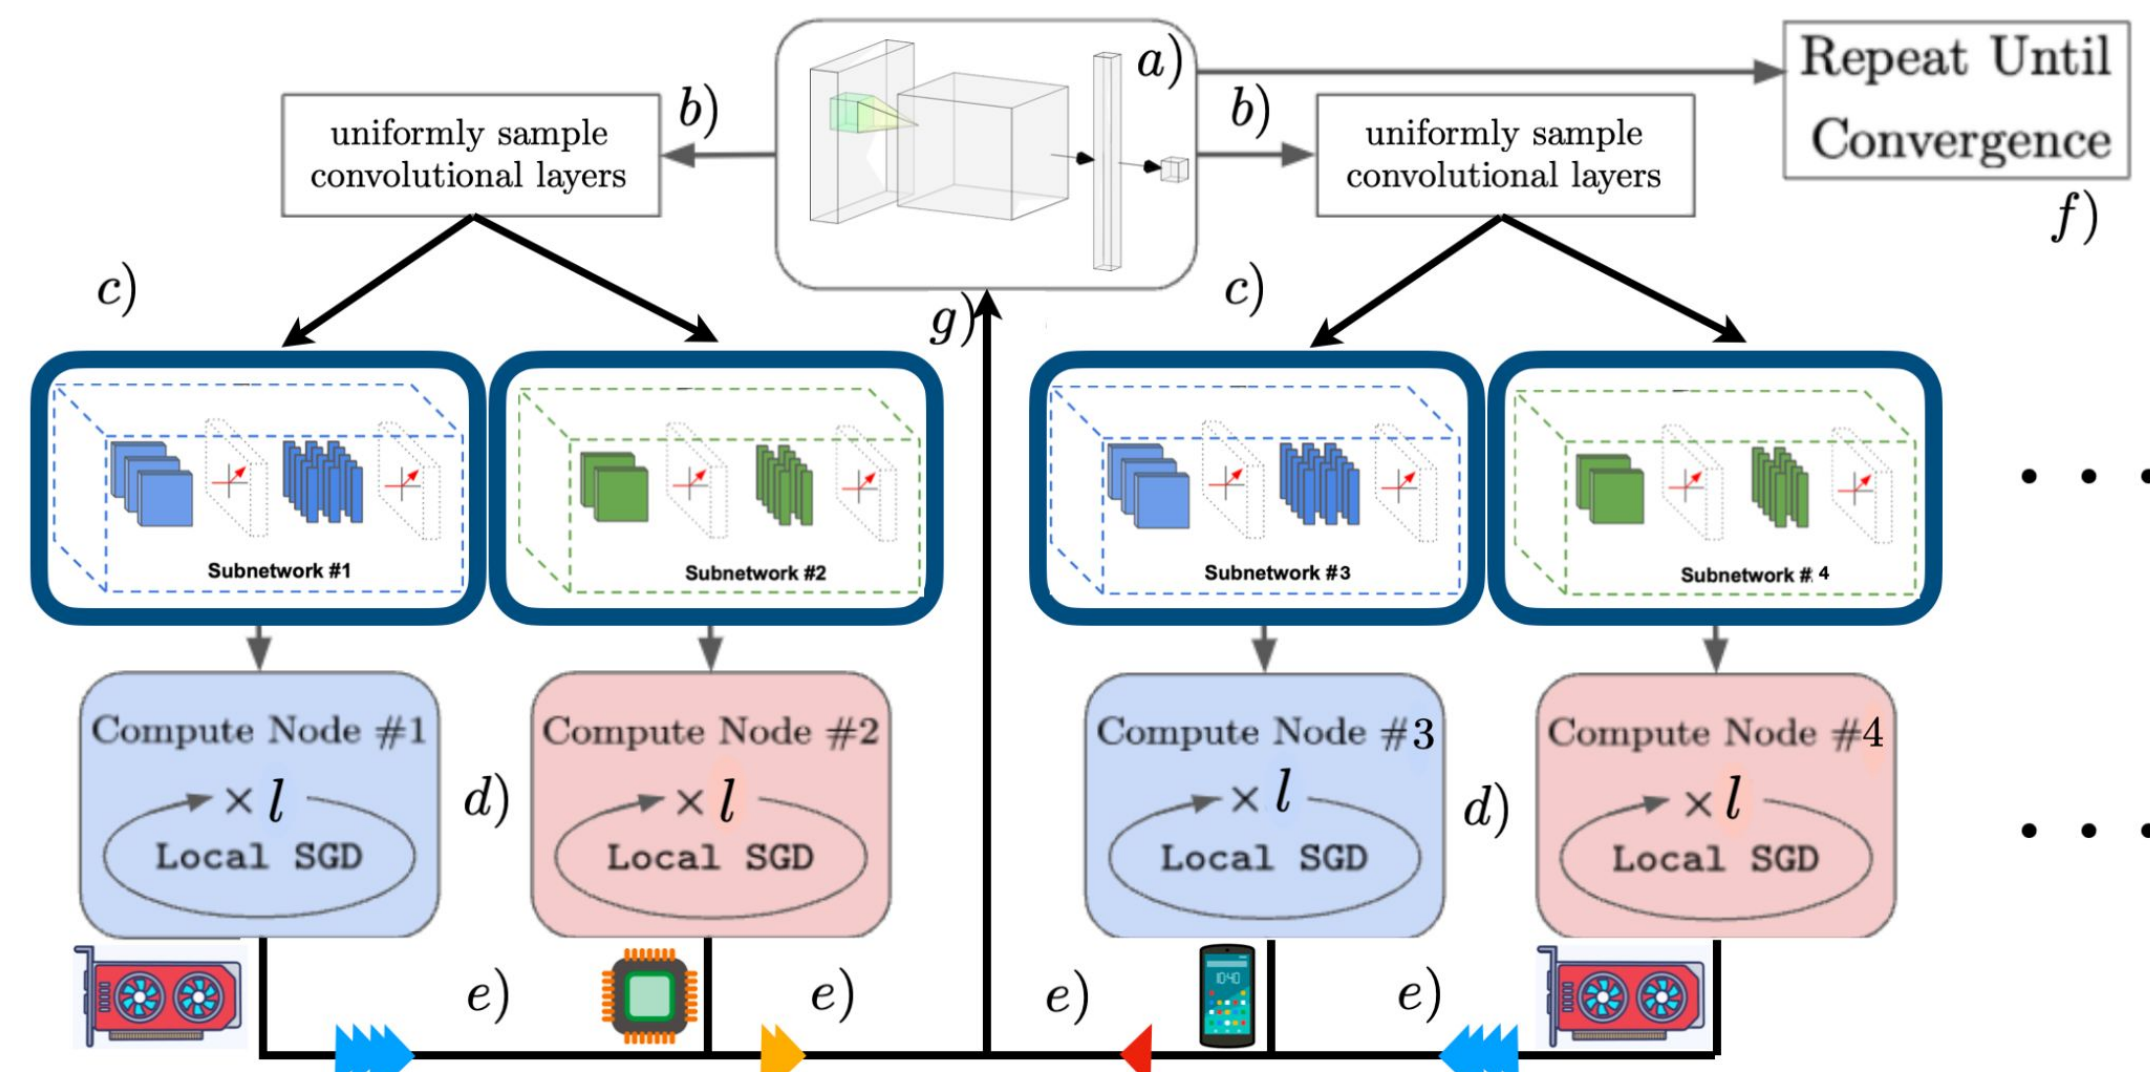 a)
Repeat Until
Convergence
f)
b)
uniformly sample
convolutional layers
b)
uniformly sample
convolutional layers
c)
g)
c)
Subnetwork #1
Subnetwork #2
Subnetwork #3
Subnetwork # 4
Compute Node #1
× l
Local SGD
d)
Compute Node #2
× l
Local SGD
Compute Node #3
× l
Local SGD
d)
Compute Node #4
× l
Local SGD
e)
e)
e)
10:40
e)